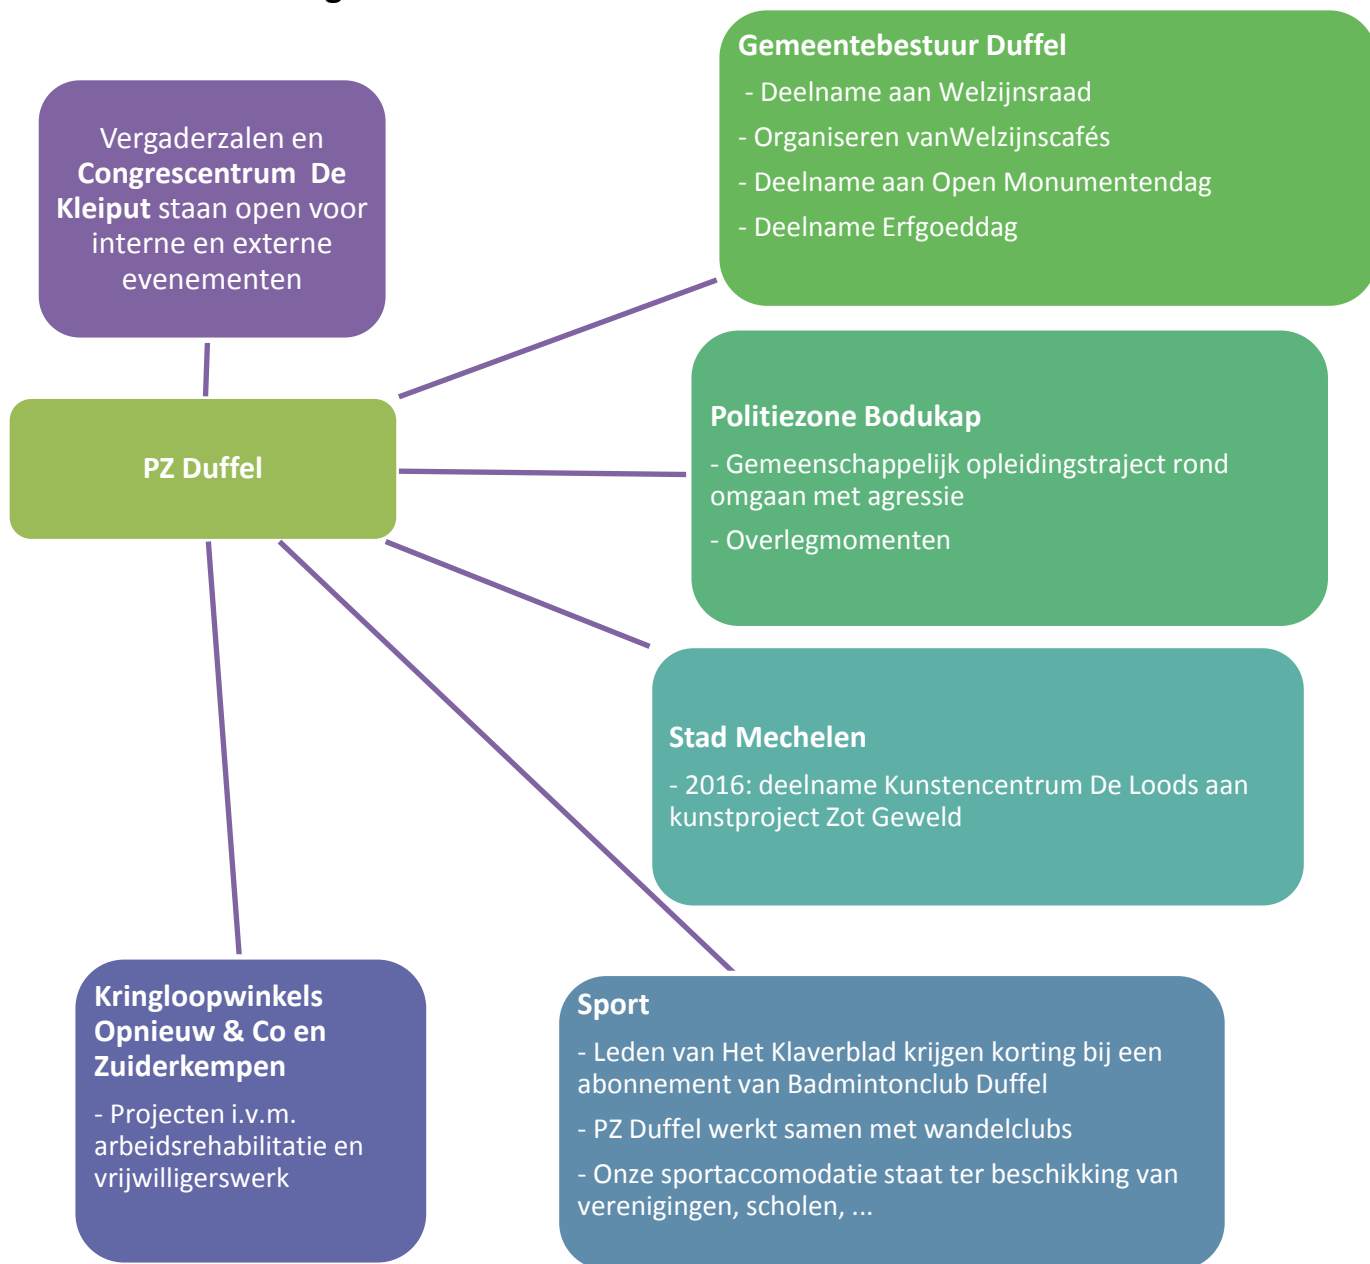 Vergaderzalen en
Congrescentrum De
Kleiput staan open voor
interne en externe
evenementen
Gemeentebestuur Duffel
- Deelname aan Welzijnsraad
- Organiseren vanWelzijnscafés
- Deelname aan Open Monumentendag
- Deelname Erfgoeddag
PZ Duffel
Politiezone Bodukap
- Gemeenschappelijk opleidingstraject rond
omgaan met agressie
- Overlegmomenten
Stad Mechelen
- 2016: deelname Kunstencentrum De Loods aan
kunstproject Zot Geweld
Kringloopwinkels
Opnieuw & Co en
Zuiderkempen
- Projecten i.v.m.
arbeidsrehabilitatie en
vrijwilligerswerk
Sport
- Leden van Het Klaverblad krijgen korting bij een
abonnement van Badmintonclub Duffel
- PZ Duffel werkt samen met wandelclubs
- Onze sportaccomodatie staat ter beschikking van
verenigingen, scholen, ...